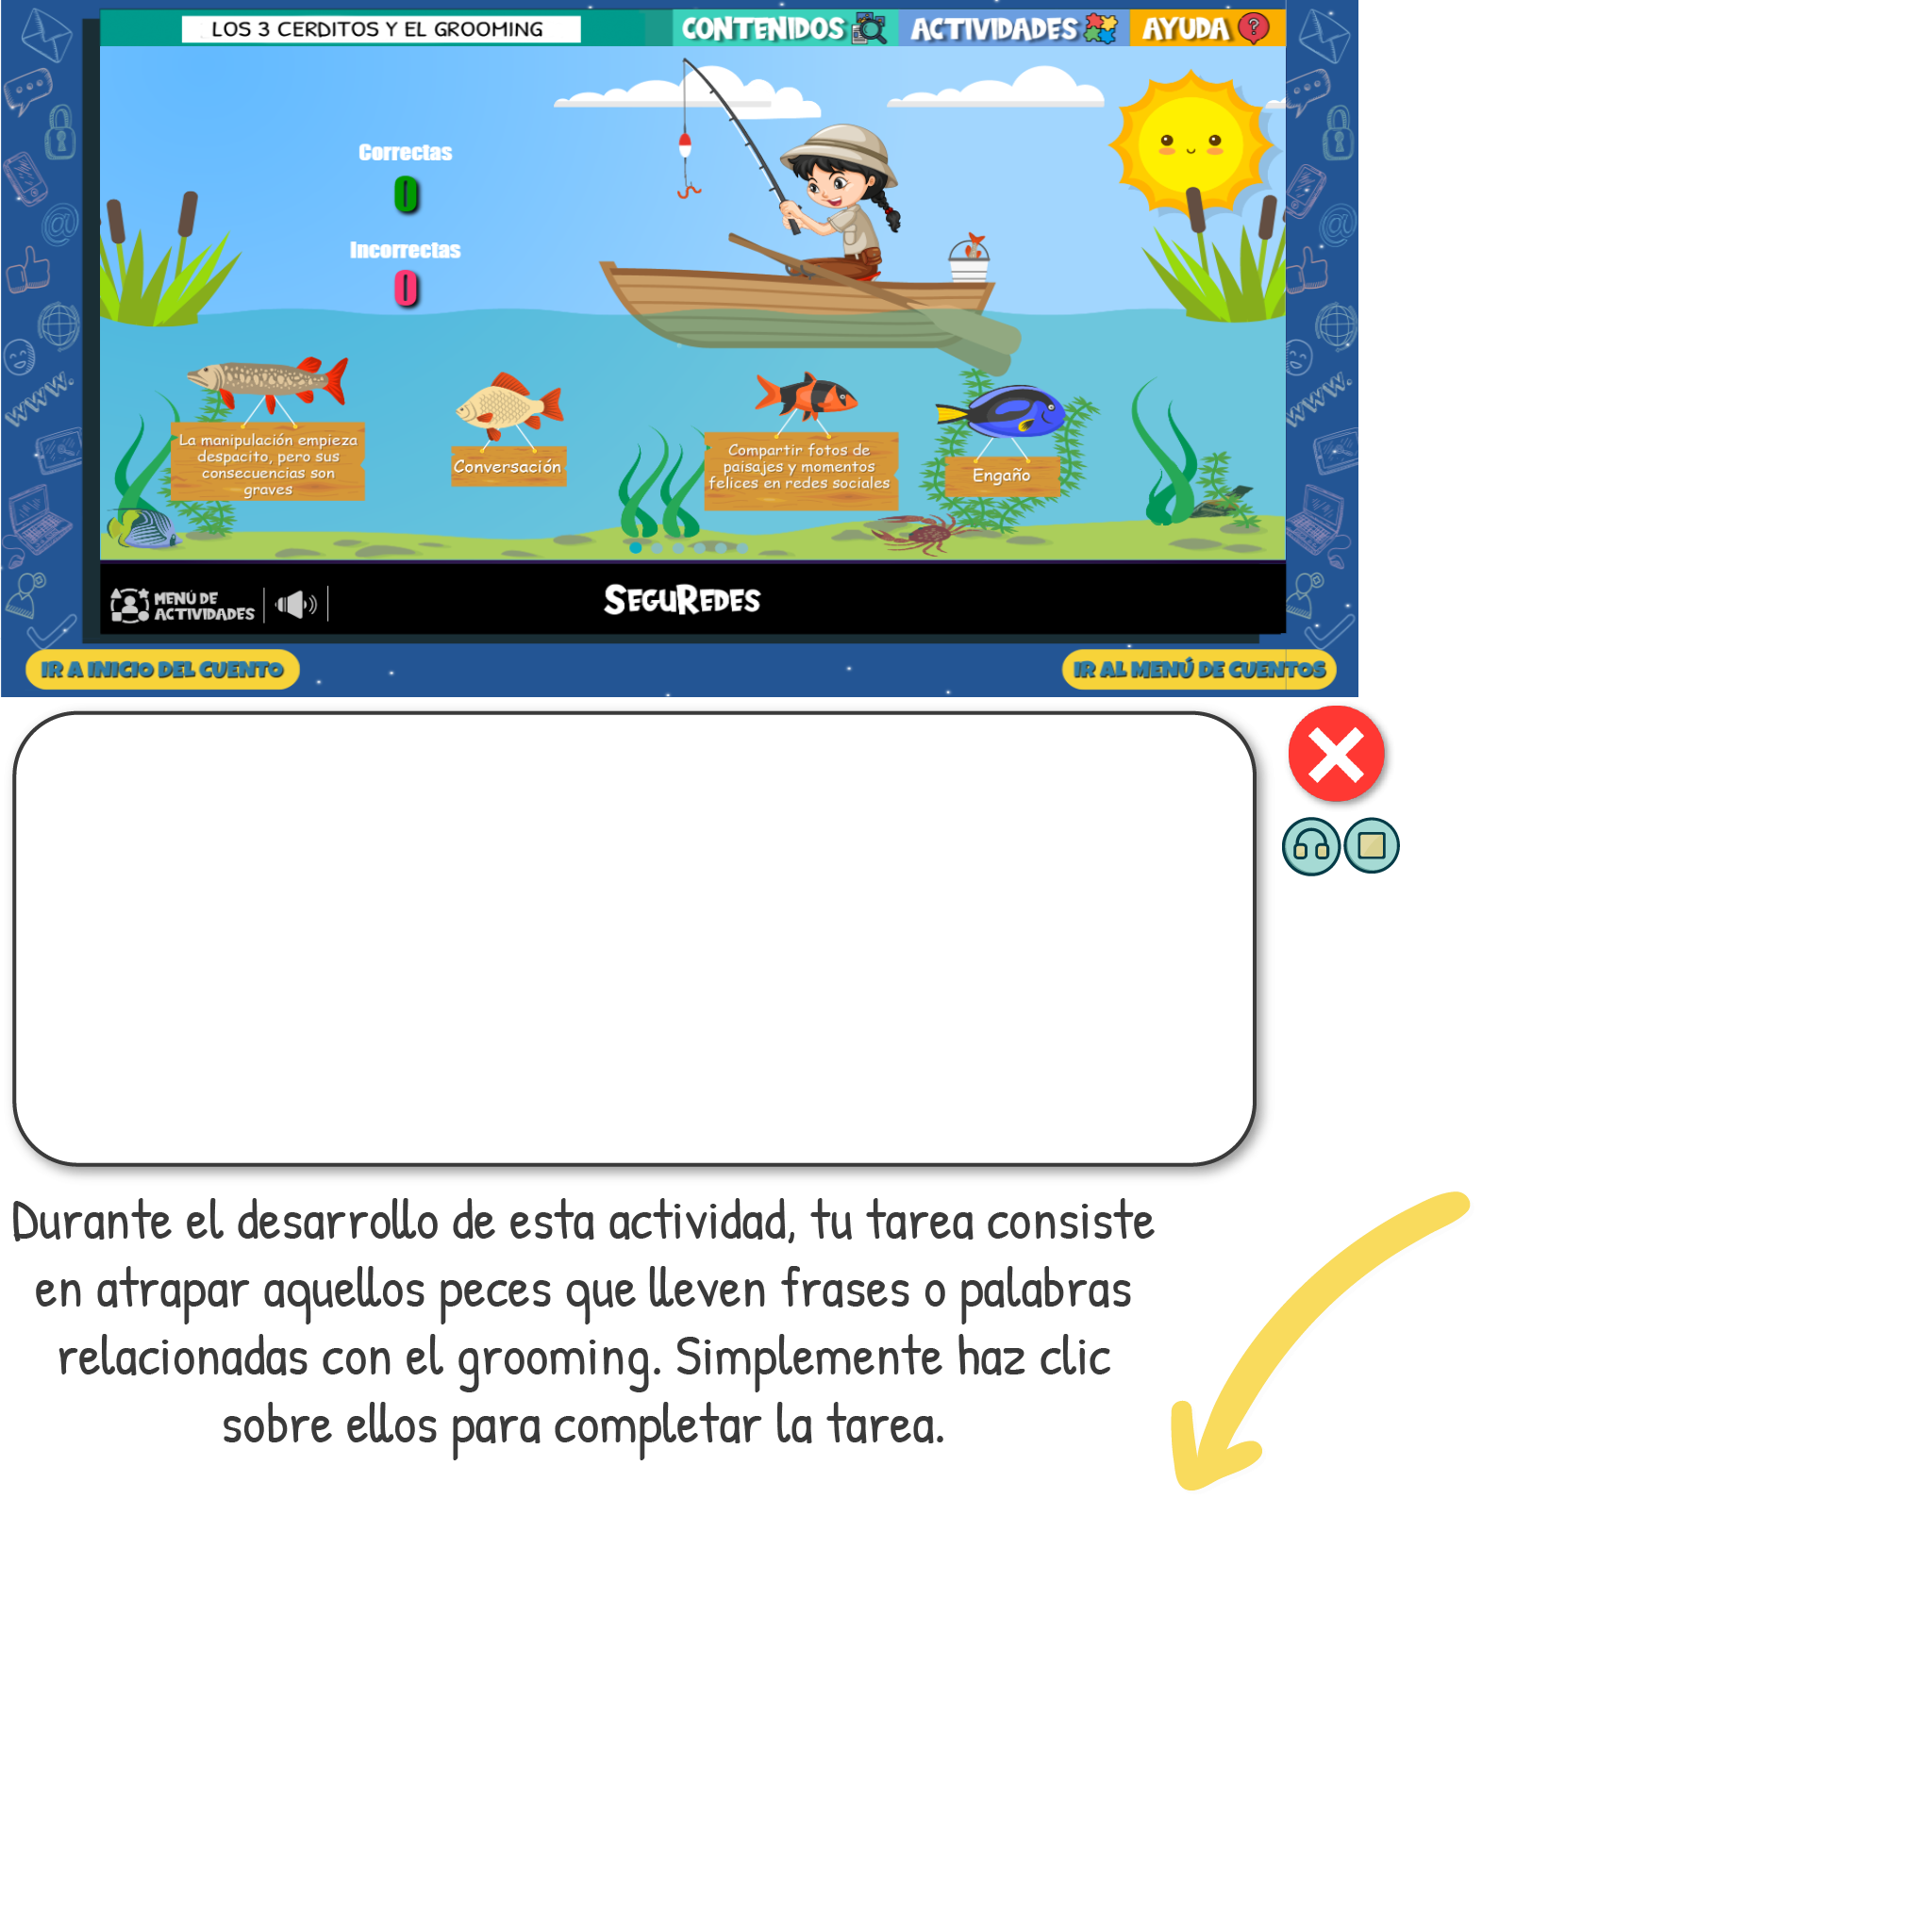 LOS 3 CERDITOS Y EL GROOMING
CONTENIDOS
ACTIVIDADES
AYUDA
Correctas
0
Incorrectas
0
La manipulación empieza
despacito, pero sus
consecuencias son
graves
Conversación
Compartir fotos de
paisajes y momentos
felices en redes sociales
Engaño
MENÚ DE
ACTIVIDADES
SEGUREDES
IR A INICIO DEL CUENTO
IR AL MENÚ DE CUENTOS
www.
www.
Durante el desarrollo de esta actividad, tu tarea consiste
en atrapar aquellos peces que lleven frases o palabras
relacionadas con el grooming. Simplemente haz clic
sobre ellos para completar la tarea.